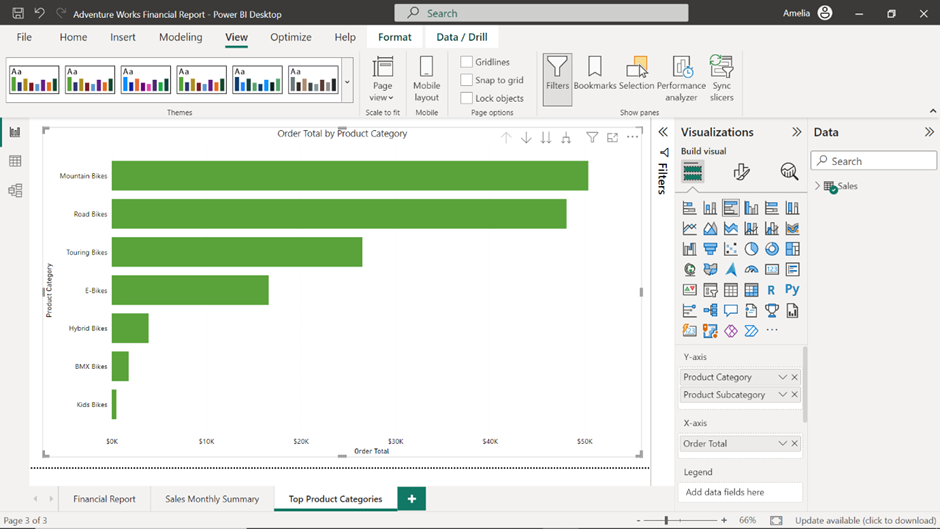 Adventure Works Financial Report - Power BI Desktop
Search
Amelia
File Home Insert Modeling View Optimize Help Format Data / Drill
Aa Aa Aa Aa Aa Aa
Themes
Page view
Scale to fit
Mobile layout
Mobile
Gridlines
Snap to grid
Lock objects
Page options
Filters Bookmarks Selection Performance analyzer Sync slicers
Show panes
Order Total by Product Category
Product Category
Mountain Bikes
Road Bikes
Touring Bikes
E-Bikes
Hybrid Bikes
BMX Bikes
Kids Bikes
$0K $10K $20K $30K $40K $50K
Order Total
Filters
Visualizations
Build visual
R Py
Y-axis
Product Category
Product Subcategory
X-axis
Order Total
Legend
Add data fields here
Data
Search
Sales
Financial Report Sales Monthly Summary Top Product Categories +
Page 3 of 3
- + 66% Update available (click to download)